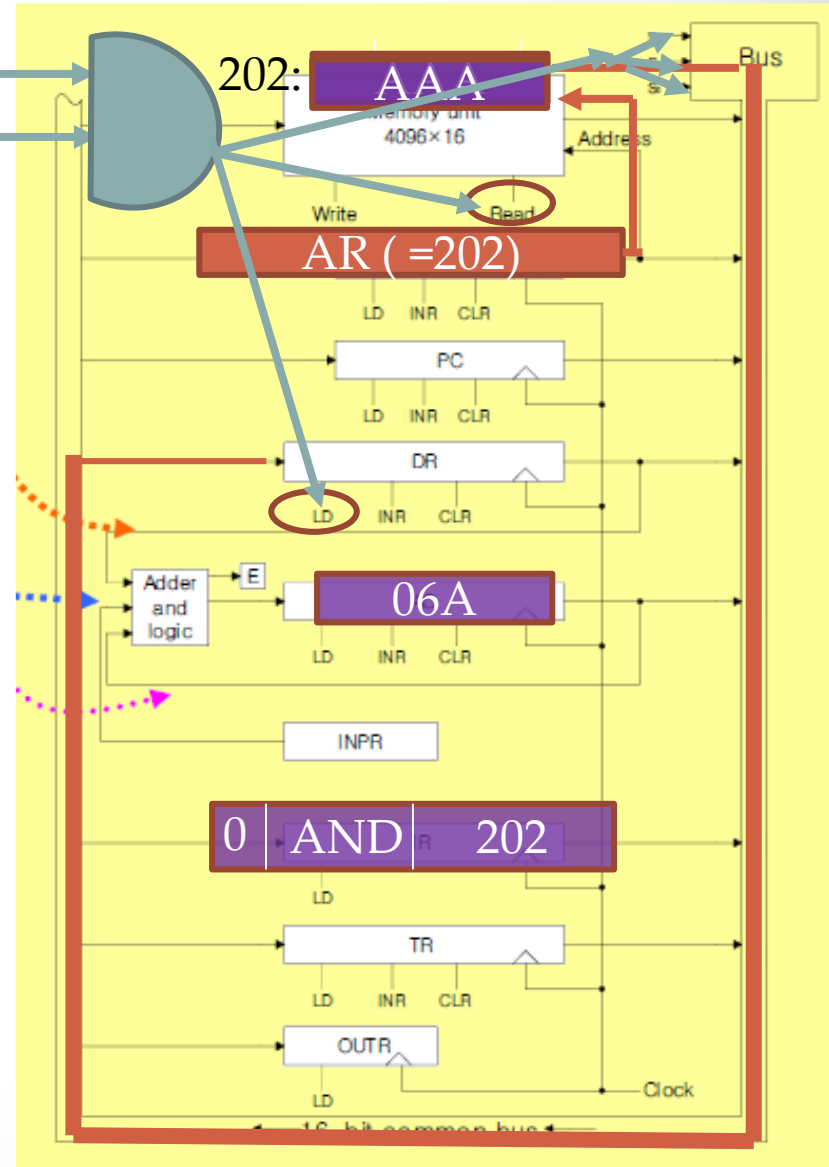 202: AAA
Bus
Memory unit
4096×16
Address
Write
Read
AR ( =202)
LD INR CLR
PC
LD INR CLR
DR
LD INR CLR
Adder
and
logic
E
06A
LD INR CLR
INPR
0 AND 202
LD
TR
LD INR CLR
OUTR
LD
Clock
16-bit common bus